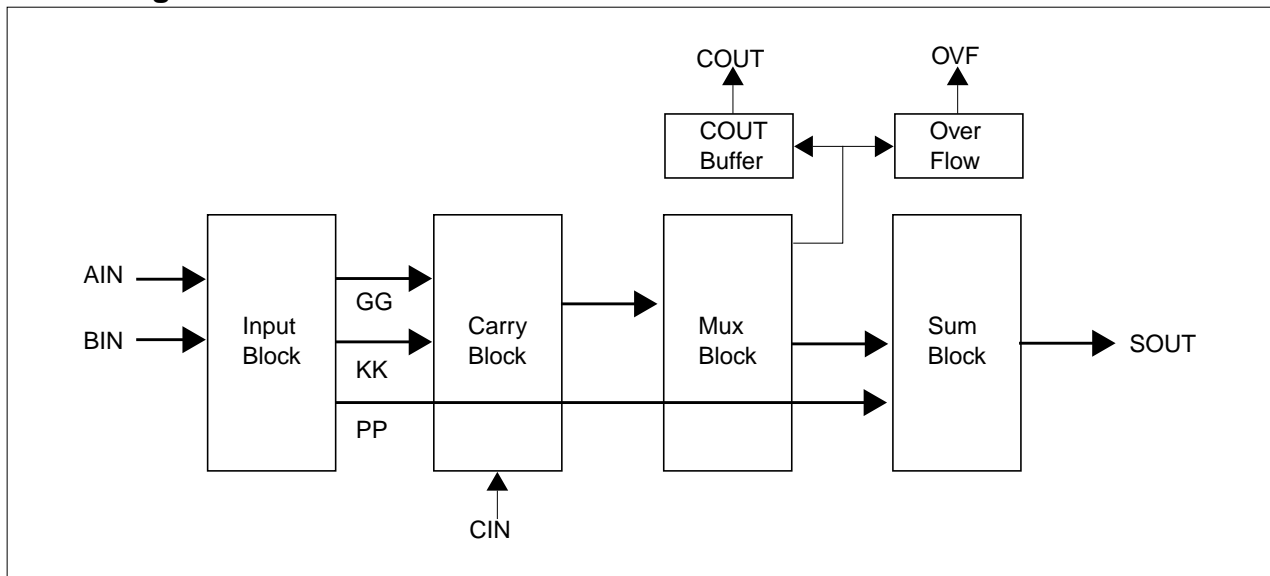 COUT
OVF
COUT
Buffer
Over
Flow
AIN
BIN
Input
Block
GG
KK
PP
Carry
Block
CIN
Mux
Block
Sum
Block
SOUT